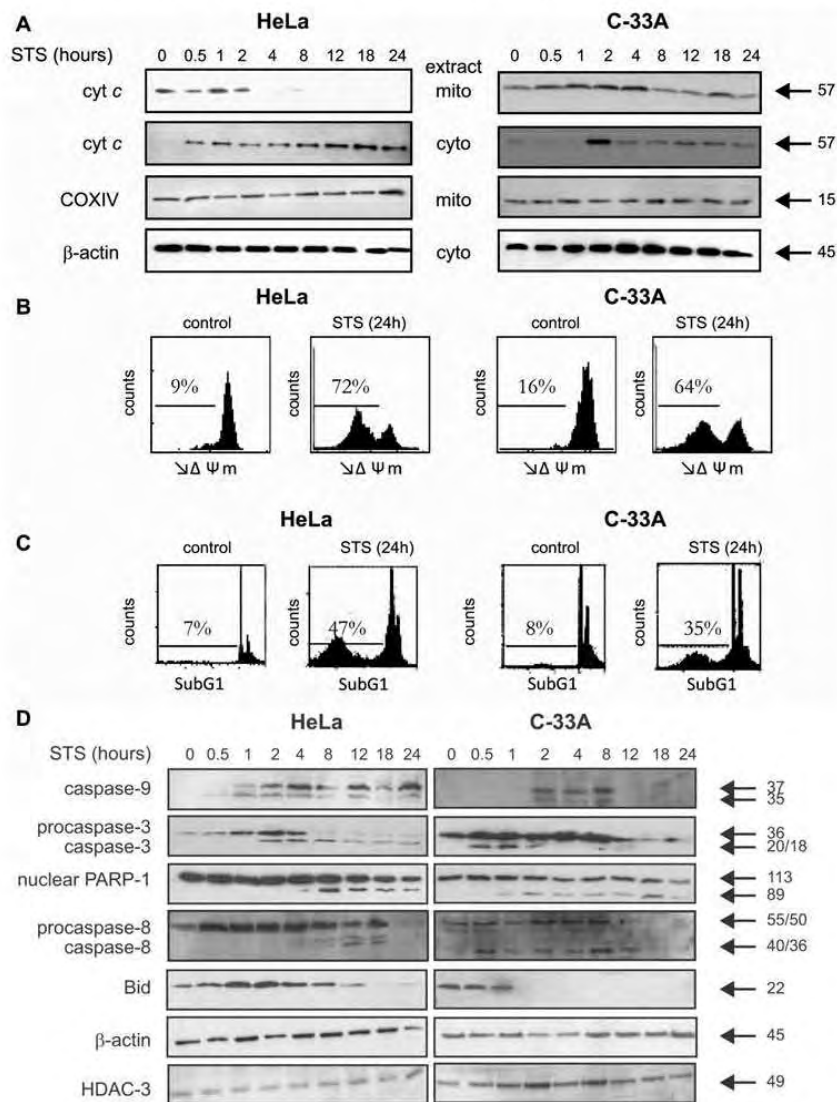 A
HeLa
C-33A
STS (hours) 0 0.5 1 2 4 8 12 18 24 extract 0 0.5 1 2 4 8 12 18 24
cyt c mito 57
cyt c cyto 57
COXIV mito 15
β-actin cyto 45
B
HeLa
C-33A
control STS (24h) control STS (24h)
counts 9% 72% counts 16% 64%
counts counts
↘Δ Ψ m ↘Δ Ψ m ↘Δ Ψ m ↘Δ Ψ m
C
HeLa
C-33A
control STS (24h) control STS (24h)
counts 7% counts 47% counts 8% counts 35%
SubG1 SubG1 SubG1 SubG1
D
HeLa
C-33A
STS (hours) 0 0.5 1 2 4 8 12 18 24 0 0.5 1 2 4 8 12 18 24
caspase-9 37
35
procaspase-3 36
caspase-3 20/18
nuclear PARP-1 113
89
procaspase-8 55/50
caspase-8 40/36
Bid 22
β-actin 45
HDAC-3 49